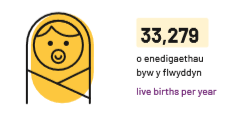 33,279
o enedigaethau
byw y flwyddyn
live births per year